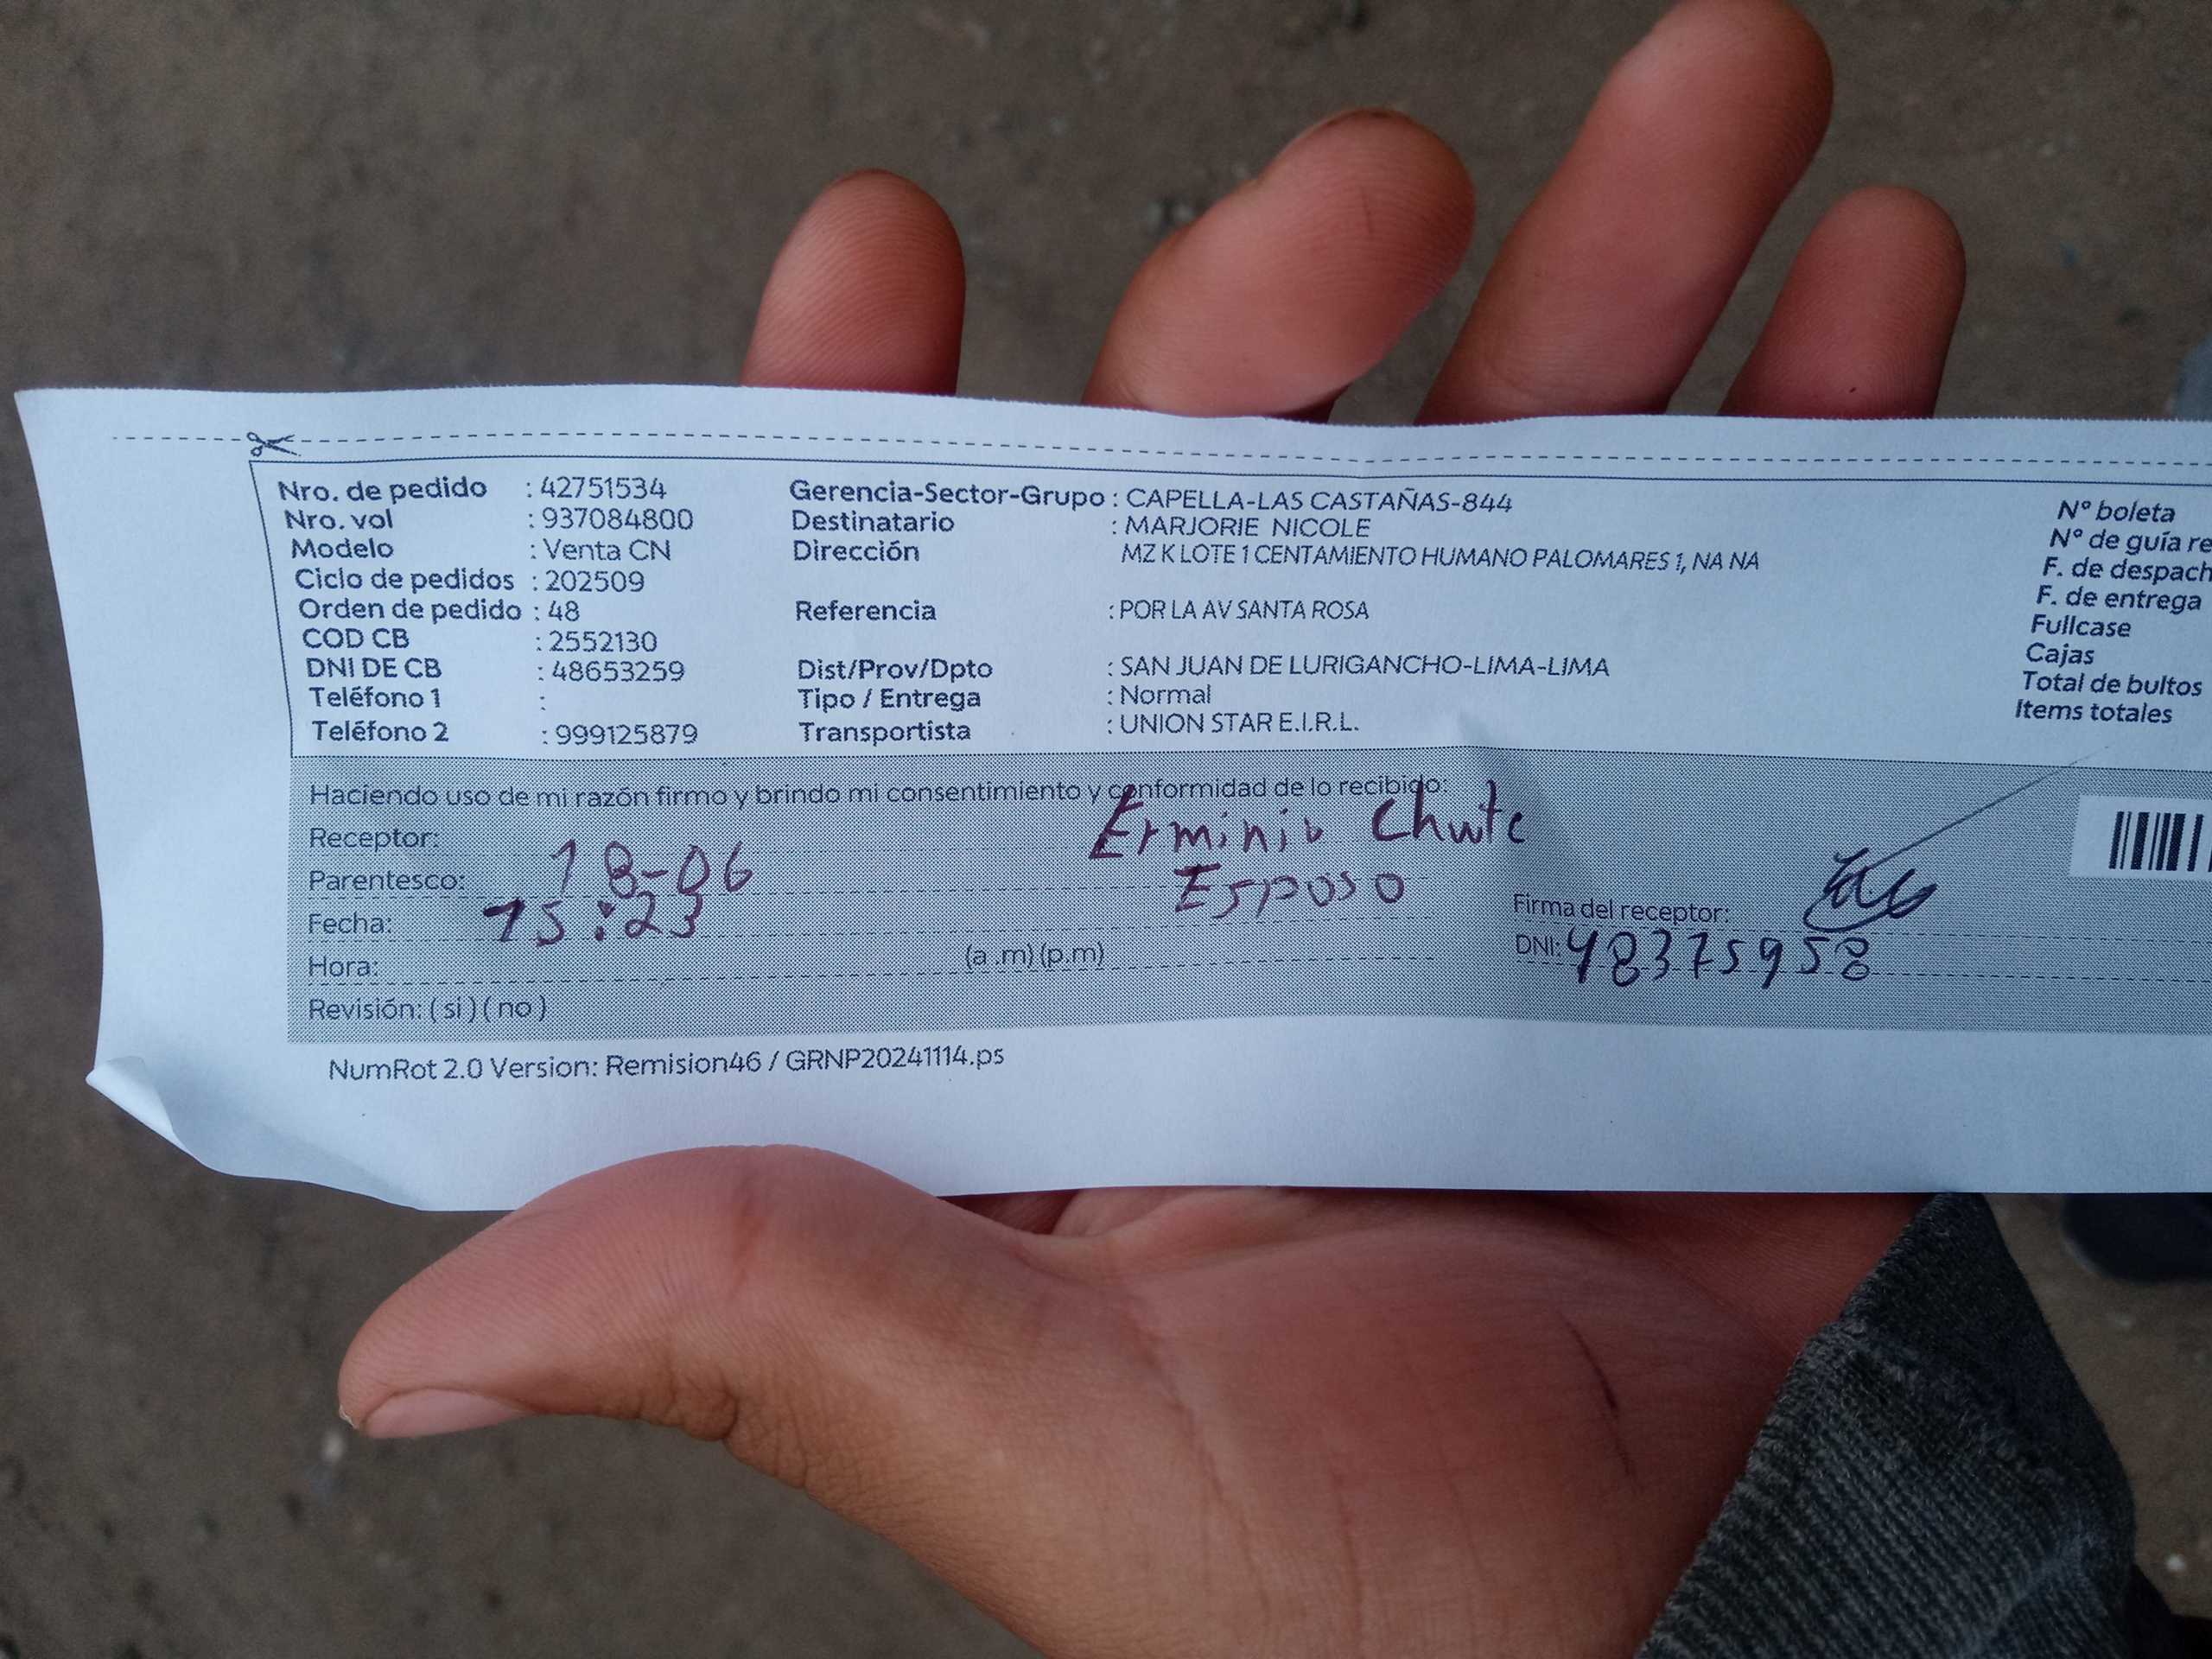 Nro. de pedido : 42751534
Nro. vol : 937084800
Modelo : Venta CN
Ciclo de pedidos : 202509
Orden de pedido : 48
COD CB : 2552130
DNI DE CB : 48653259
Teléfono 1 :
Teléfono 2 : 999125879
Gerencia-Sector-Grupo : CAPELLA-LAS CASTAÑAS-844
Destinatario : MARJORIE NICOLE
Dirección MZ K LOTE 1 CENTAMIENTO HUMANO PALOMARES 1, NA NA
Referencia : POR LA AV SANTA ROSA
Dist/Prov/Dpto : SAN JUAN DE LURIGANCHO-LIMA-LIMA
Tipo / Entrega : Normal
Transportista : UNION STAR E.I.R.L.
N° boleta
N° de guía re
F. de despach
F. de entrega
Fullcase
Cajas
Total de bultos
Items totales
Haciendo uso de mi razón firmo y brindo mi consentimiento y conformidad de lo recibido:
Receptor: Erminio
Parentesco: 18-06 Esposo
Fecha: 15:23
Firma del receptor:
Hora: (a .m) (p.m)
DNI: 48375958
Revisión: ( si ) ( no )
NumRot 2.0 Version: Remision46 / GRNP20241114.ps